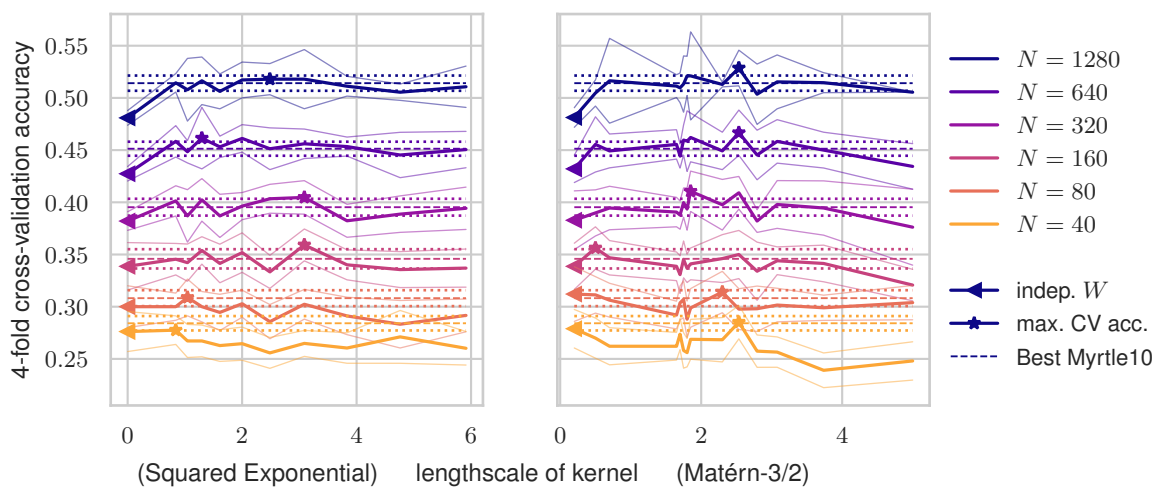 4-fold cross-validation accuracy
0.55
0.50
0.45
0.40
0.35
0.30
0.25
0 2 4 6
2 4
(Squared Exponential) lengthscale of kernel (Matérn-3/2)
N = 1280
N = 640
N = 320
N = 160
N = 80
N = 40
indep. W
max. CV acc.
Best Myrtle10